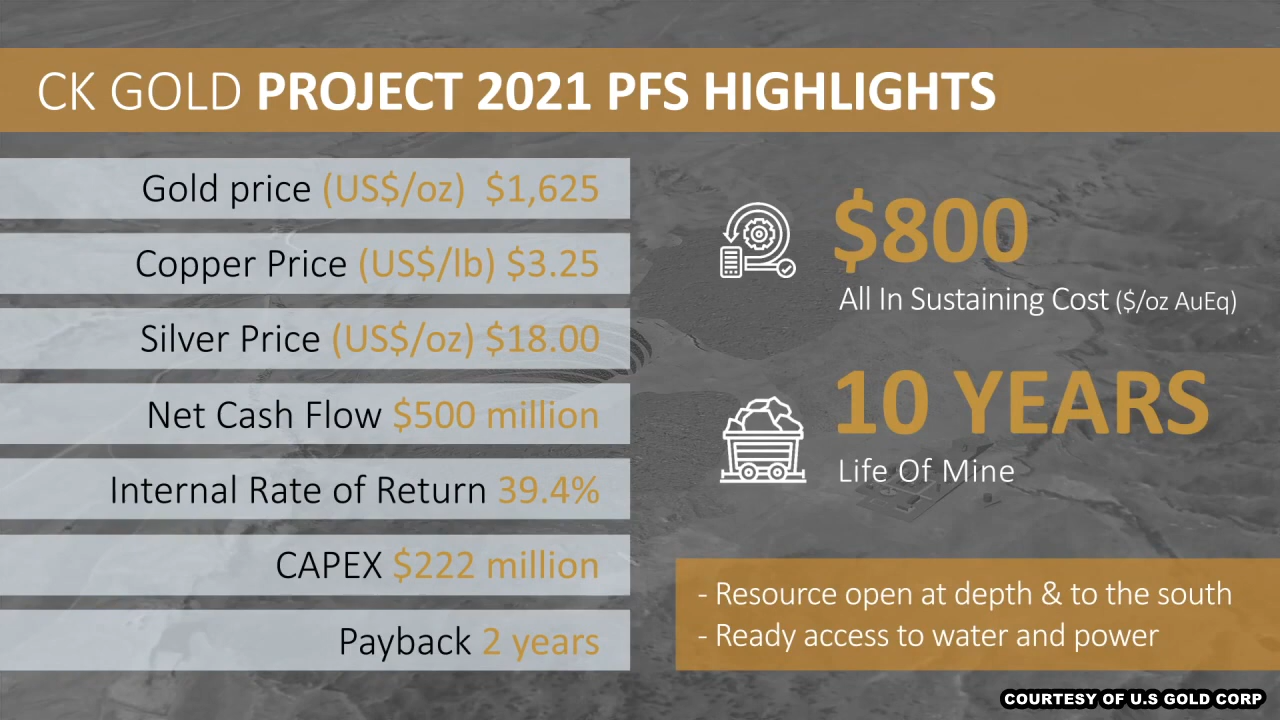 CK GOLD PROJECT 2021 PFS HIGHLIGHTS
Gold price (US$/oz) $1,625
Copper Price (US$/lb) $3.25
Silver Price (US$/oz) $18.00
Net Cash Flow $500 million
Internal Rate of Return 39.4%
CAPEX $222 million
Payback 2 years
$800
All In Sustaining Cost ($/oz AuEq)
10 YEARS
Life Of Mine
- Resource open at depth & to the south
- Ready access to water and power
COURTESY OF U.S GOLD CORP